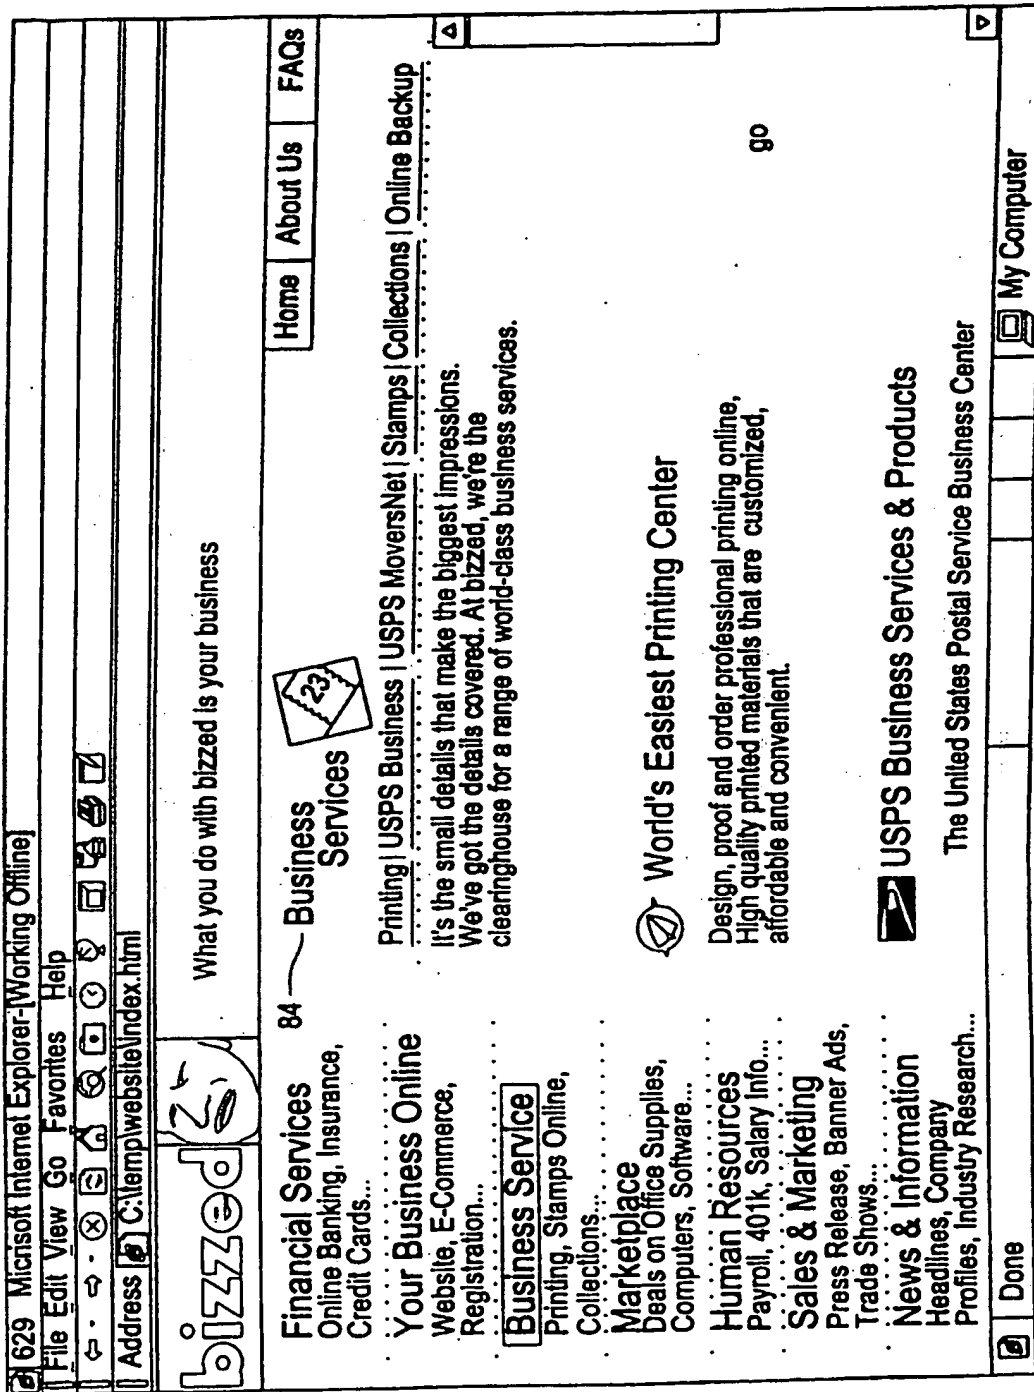 629 Micrisoft Internet Explorer-[Working Offline]
File Edit View Go Favorites Help
Address C:\temp\website\index.html
bizzed
What you do with bizzed is your business
Home | About Us | FAQs
Financial Services
Online Banking, Insurance,
Credit Cards...
Your Business Online
Website, E-Commerce,
Registration...
Business Service
Printing, Stamps Online,
Collections...
Marketplace
Deals on Office Supplies,
Computers, Software...
Human Resources
Payroll, 401k, Salary Info...
Sales & Marketing
Press Release, Banner Ads,
Trade Shows...
News & Information
Headlines, Company
Profiles, Industry Research...
84
Business
Services
23
Printing | USPS Business | USPS MoversNet | Stamps | Collections | Online Backup
It's the small details that make the biggest impressions.
We've got the details covered. At bizzed, we're the
clearinghouse for a range of world-class business services.
World's Easiest Printing Center
Design, proof and order professional printing online,
High quality printed materials that are customized,
affordable and convenient.
go
USPS Business Services & Products
The United States Postal Service Business Center
Done
My Computer